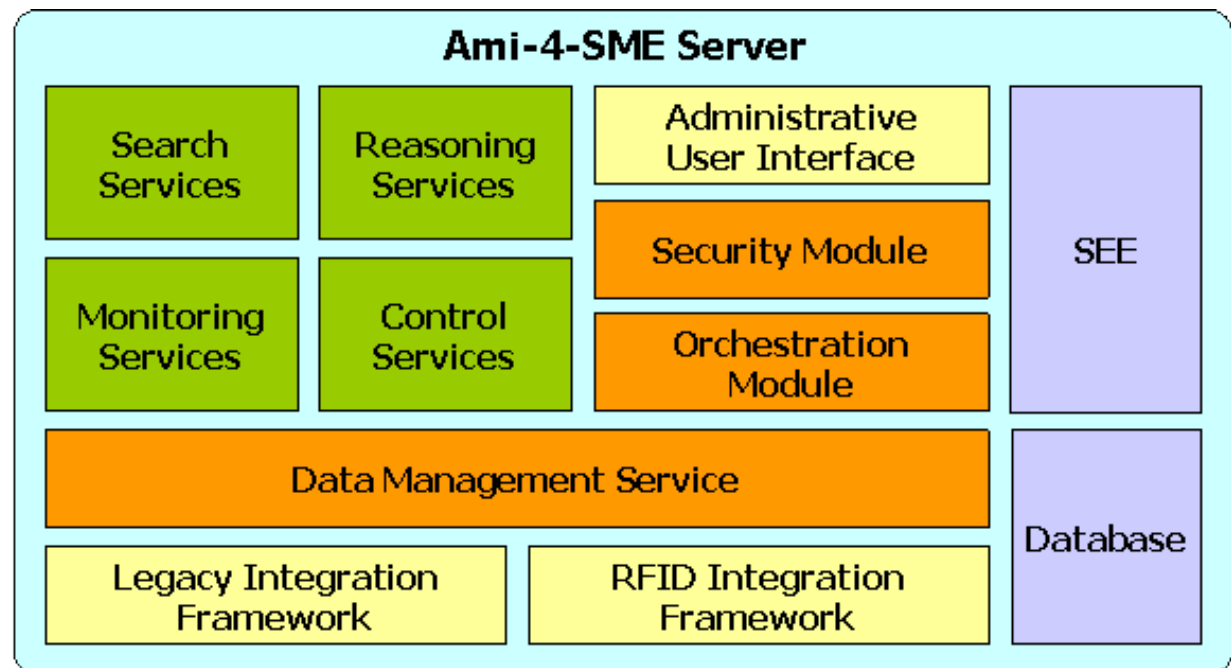 Ami-4-SME Server
Search
Services
Reasoning
Services
Administrative
User Interface
Security Module
SEE
Monitoring
Services
Control
Services
Orchestration
Module
Data Management Service
Database
Legacy Integration
Framework
RFID Integration
Framework